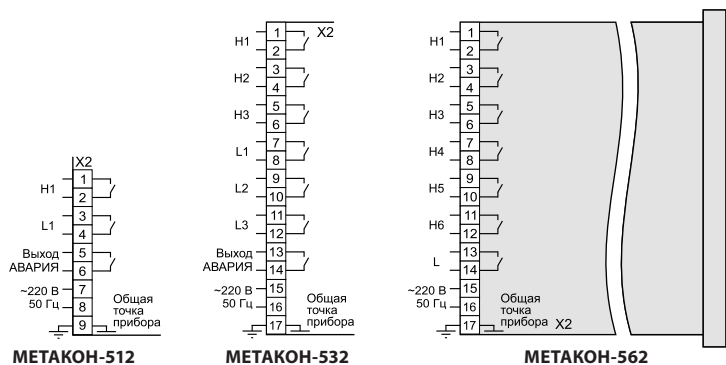 X2
H1
1
2
L1
3
4
Выход
АВАРИЯ
5
6
~220 В
50 Гц
7
8
9
Общая
точка
прибора
МЕТАКОН-512
X2
H1
1
2
H2
3
4
H3
5
6
L1
7
8
L2
9
10
L3
11
12
Выход
АВАРИЯ
13
14
~220 В
50 Гц
15
16
17
Общая
точка
прибора
МЕТАКОН-532
H1
1
2
H2
3
4
H3
5
6
H4
7
8
H5
9
10
H6
11
12
L
13
14
~220 В
50 Гц
15
16
17
Общая
точка
прибора X2
МЕТАКОН-562